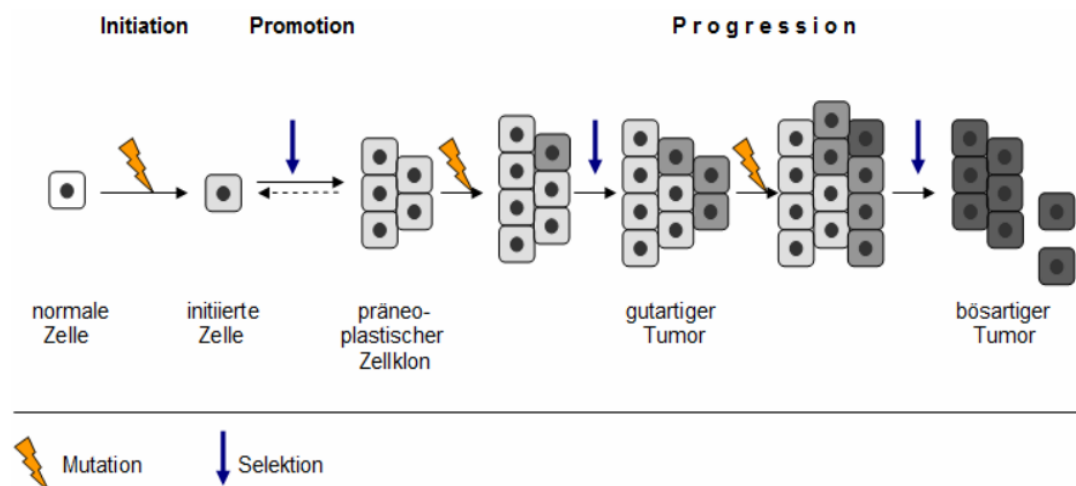 Initiation Promotion Progression
normale initiierte präneo- gutartiger bösartiger
Zelle Zelle plastischer Tumor Tumor
Zellklon
Mutation Selektion